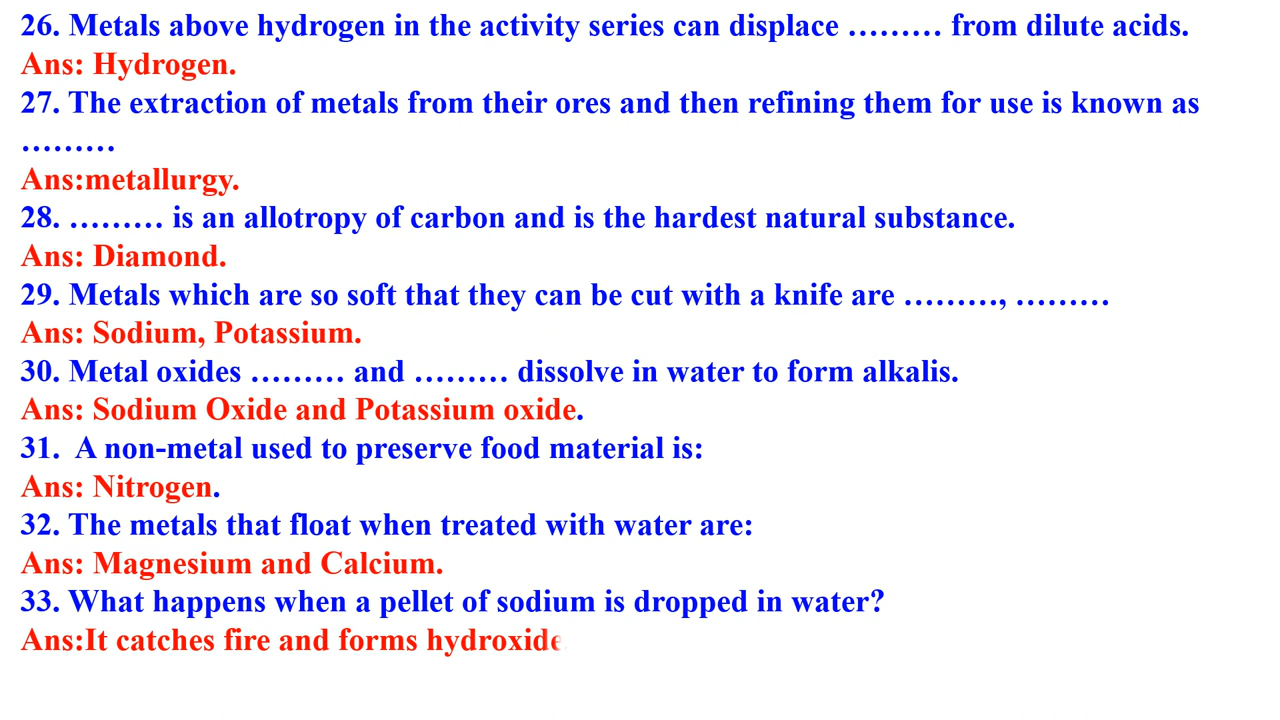 26. Metals above hydrogen in the activity series can displace ……… from dilute acids.
Ans: Hydrogen.
27. The extraction of metals from their ores and then refining them for use is known as
………
Ans:metallurgy.
28. ……… is an allotropy of carbon and is the hardest natural substance.
Ans: Diamond.
29. Metals which are so soft that they can be cut with a knife are ………, ………
Ans: Sodium, Potassium.
30. Metal oxides ……… and ……… dissolve in water to form alkalis.
Ans: Sodium Oxide and Potassium oxide.
31.  A non-metal used to preserve food material is:
Ans: Nitrogen.
32. The metals that float when treated with water are:
Ans: Magnesium and Calcium.
33. What happens when a pellet of sodium is dropped in water?
Ans:It catches fire and forms hydroxide